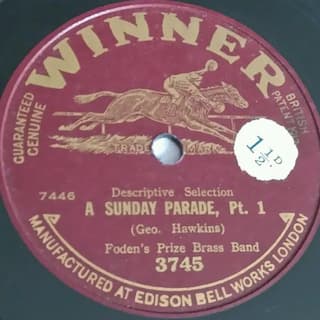 WINNER
GUARANTEED
GENUINE
BRITISH
TRADE MARK
1½D
7446
Descriptive Selection
A SUNDAY PARADE, Pt. 1
(Geo. Hawkins)
Foden's Prize Brass Band
3745
MANUFACTURED AT EDISON BELL WORKS LONDON